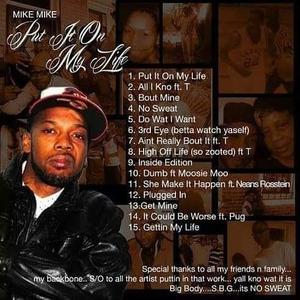 MIKE MIKE
Put It On
My Life
1. Put It On My Life
2. All I Kno ft. T
3. Bout Mine
4. No Sweat
5. Do Wat I Want
6. 3rd Eye (betta watch yaself)
7. Aint Really Bout It ft. T
8. High Off Life (so zooted) ft T
9. Inside Edition
10. Dumb ft Moosie Moo
11. She Make It Happen ft. Neans Rosstein
12. Plugged In
13.Get Mine
14. It Could Be Worse ft. Pug
15. Gettin My Life
Special thanks to all my friends n family...
my backbone.. S/O to all the artist puttin in that work... yall kno wat it is
Big Body....S.B.G...its NO SWEAT